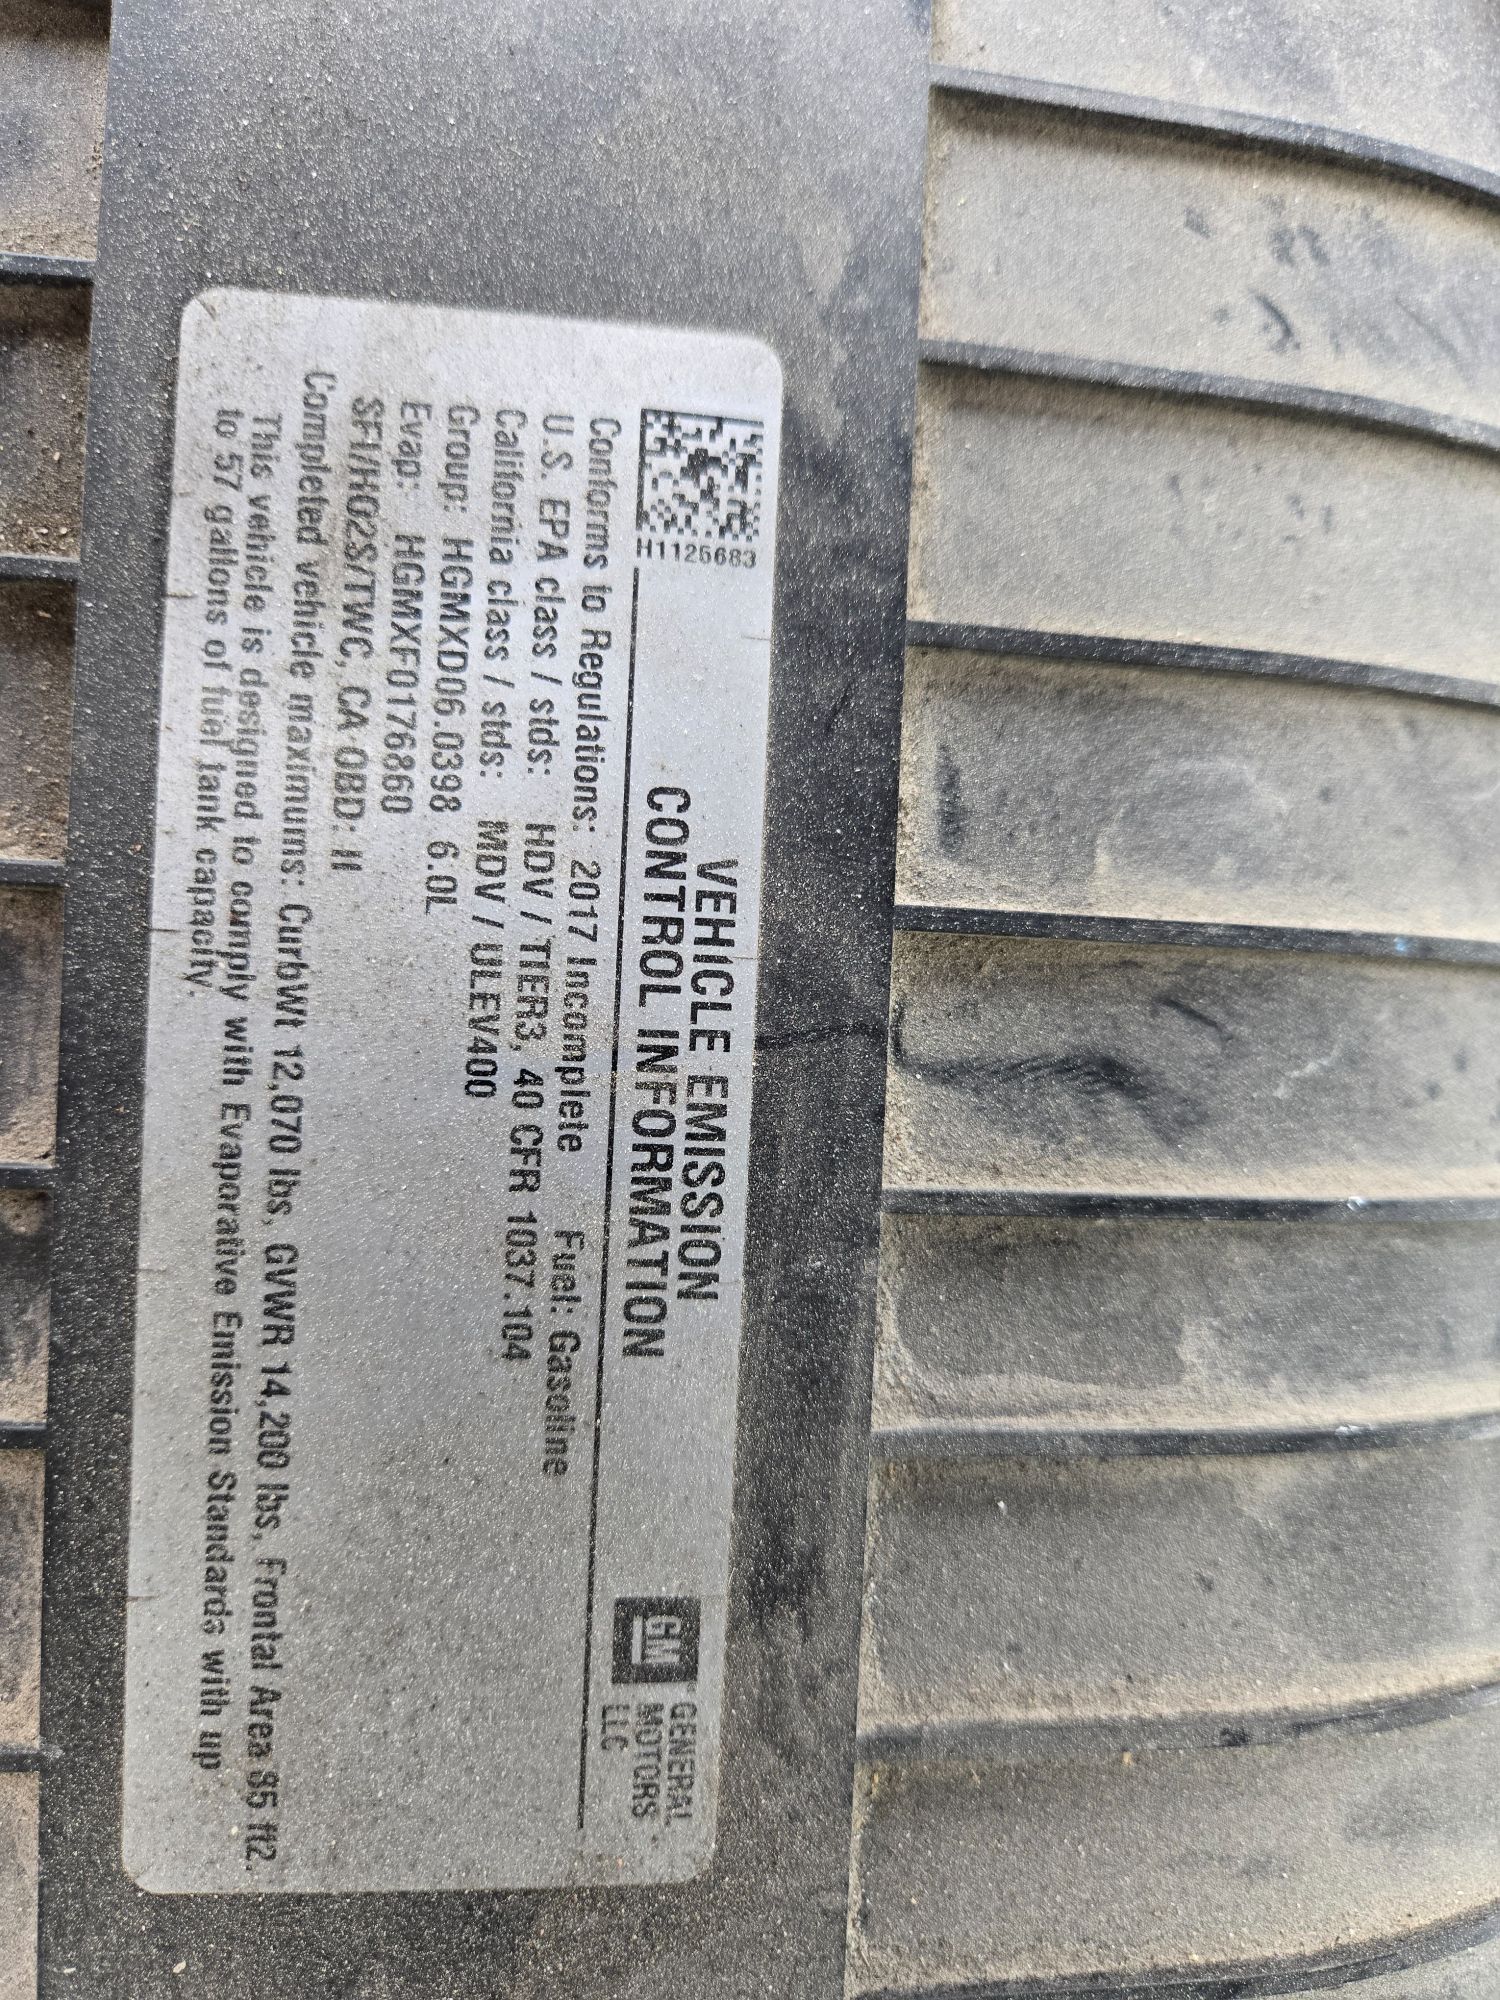 H1125683
VEHICLE EMISSION
CONTROL INFORMATION
GM
GENERAL
MOTORS
LLC
Conforms to Regulations: 2017 Incomplete Fuel: Gasoline
U.S. EPA class / stds: HDV / TIER3, 40 CFR 1037.104
California class / stds: MDV / ULEV400
Group: HGMXD06.0398 6.0L
Evap: HGMXF0176860
SFI/HO2S/TWC, CA OBD: II
Completed vehicle maximums: CurbWt 12,070 lbs, GVWR 14,200 lbs, Frontal Area 85 ft2.
This vehicle is designed to comply with Evaporative Emission Standards with up
to 57 gallons of fuel tank capacity.